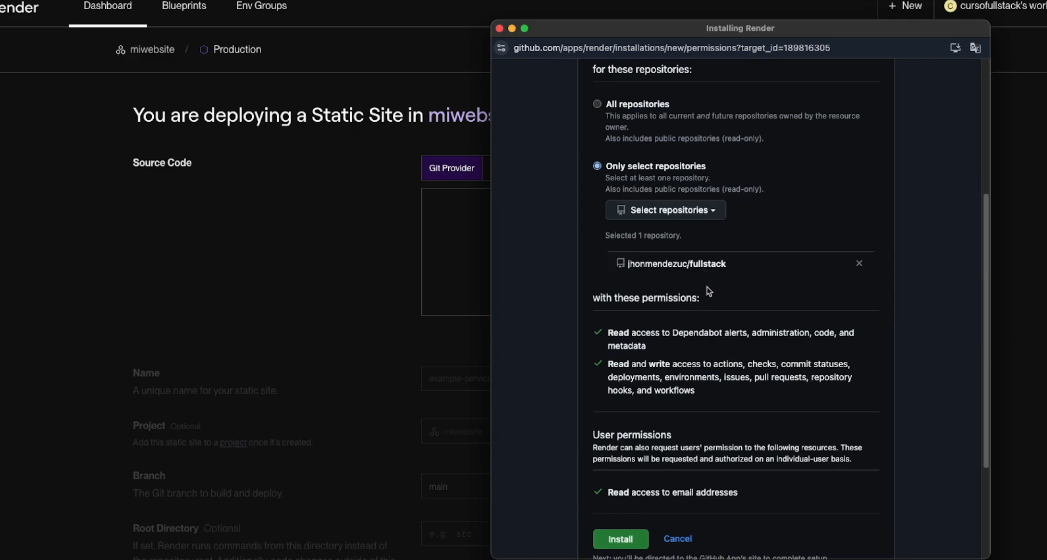 ender
Dashboard
Blueprints
Env Groups
+ New
C cursofullstack's wor
miwebsite / Production
You are deploying a Static Site in miwebs
Source Code
Git Provider
Name
A unique name for your static site.
example-service
Project Optional
Add this static site to a project once it's created.
miwebsite
Branch
The Git branch to build and deploy.
main
Root Directory Optional
If set, Render runs commands from this directory instead of
e.g. src
Installing Render
github.com/apps/render/installations/new/permissions?target_id=189816305
for these repositories:
All repositories
This applies to all current and future repositories owned by the resource
owner.
Also includes public repositories (read-only).
Only select repositories
Select at least one repository.
Also includes public repositories (read-only).
Select repositories
Selected 1 repository.
jhonmendezuc/fullstack
with these permissions:
Read access to Dependabot alerts, administration, code, and
metadata
Read and write access to actions, checks, commit statuses,
deployments, environments, issues, pull requests, repository
hooks, and workflows
User permissions
Render can also request users' permission to the following resources. These
permissions will be requested and authorized on an individual-user basis.
Read access to email addresses
Install
Cancel
Next: you'll be directed to the GitHub App's site to complete setup.